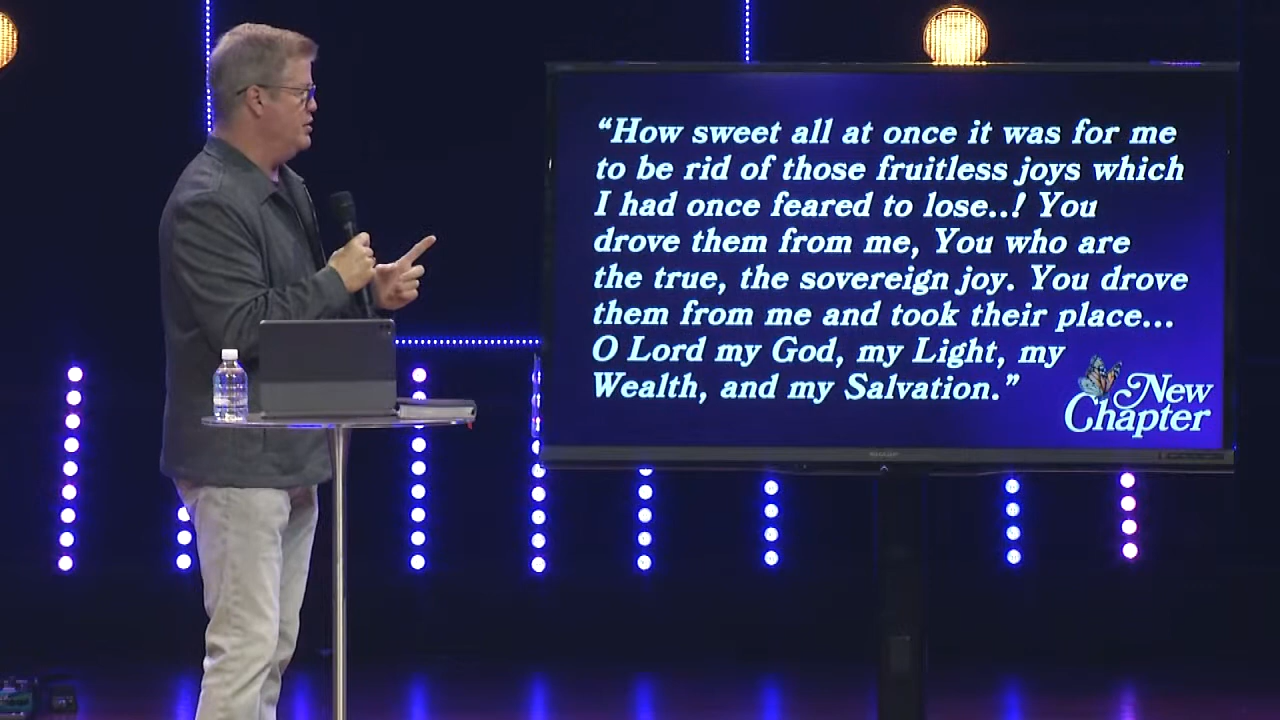 “How sweet all at once it was for me
to be rid of those fruitless joys which
I had once feared to lose..! You
drove them from me, You who are
the true, the sovereign joy. You drove
them from me and took their place...
O Lord my God, my Light, my
Wealth, and my Salvation.”
New
Chapter